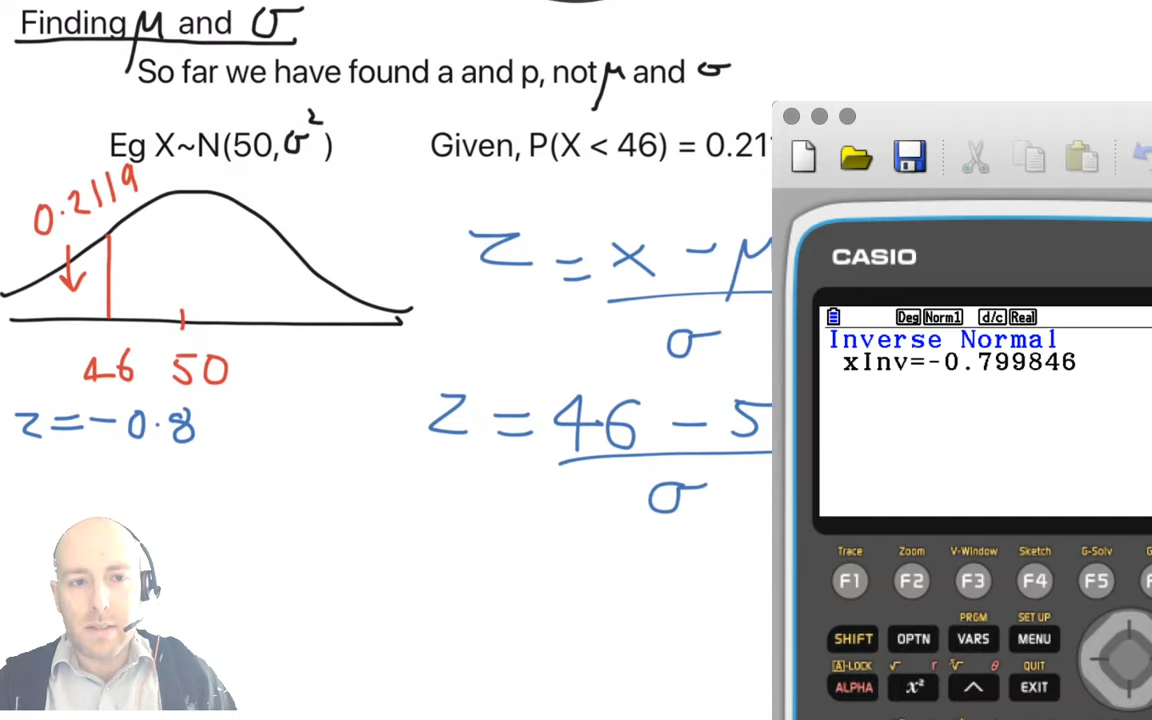 Finding μ and σ
So far we have found a and p, not μ and σ
Eg X~N(50,σ²)
Given, P(X < 46) = 0.211
0.2119
46 50
z = -0.8
z = x - μ
σ
z = 46 - 5
σ
CASIO
Deg Norm1 d/c Real
Inverse Normal
xInv=-0.799846
Trace Zoom V-Window Sketch G-Solv G
F1 F2 F3 F4 F5 F
PRGM SET UP
SHIFT OPTN VARS MENU
A-LOCK √ r ∛ θ QUIT
ALPHA x² ^ EXIT